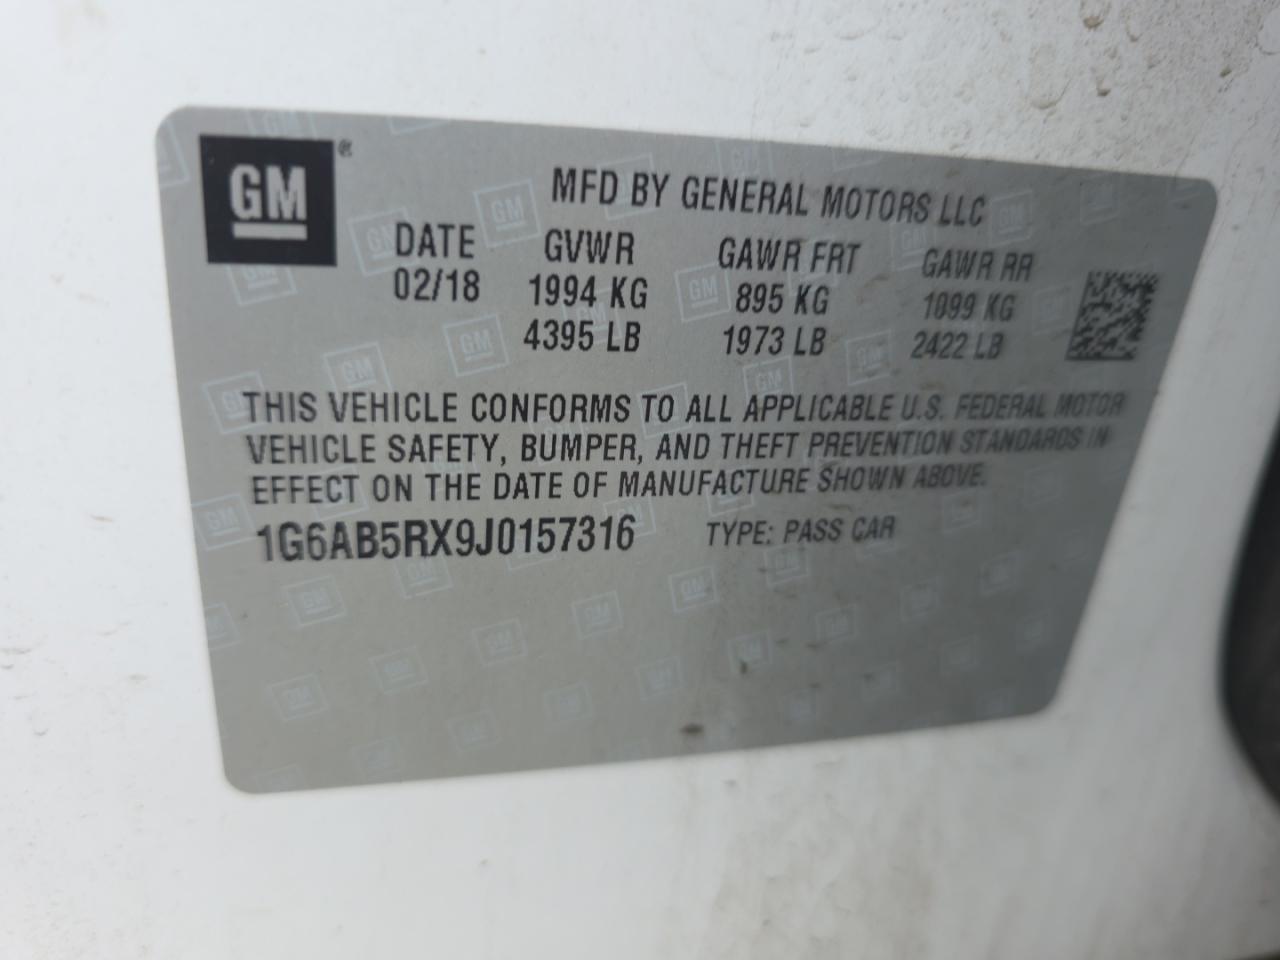 GM ®
MFD BY GENERAL MOTORS LLC
DATE GVWR GAWR FRT GAWR RR
02/18 1994 KG 895 KG 1099 KG
4395 LB 1973 LB 2422 LB
THIS VEHICLE CONFORMS TO ALL APPLICABLE U.S. FEDERAL MOTOR
VEHICLE SAFETY, BUMPER, AND THEFT PREVENTION STANDARDS IN
EFFECT ON THE DATE OF MANUFACTURE SHOWN ABOVE.
1G6AB5RX9J0157316 TYPE: PASS CAR